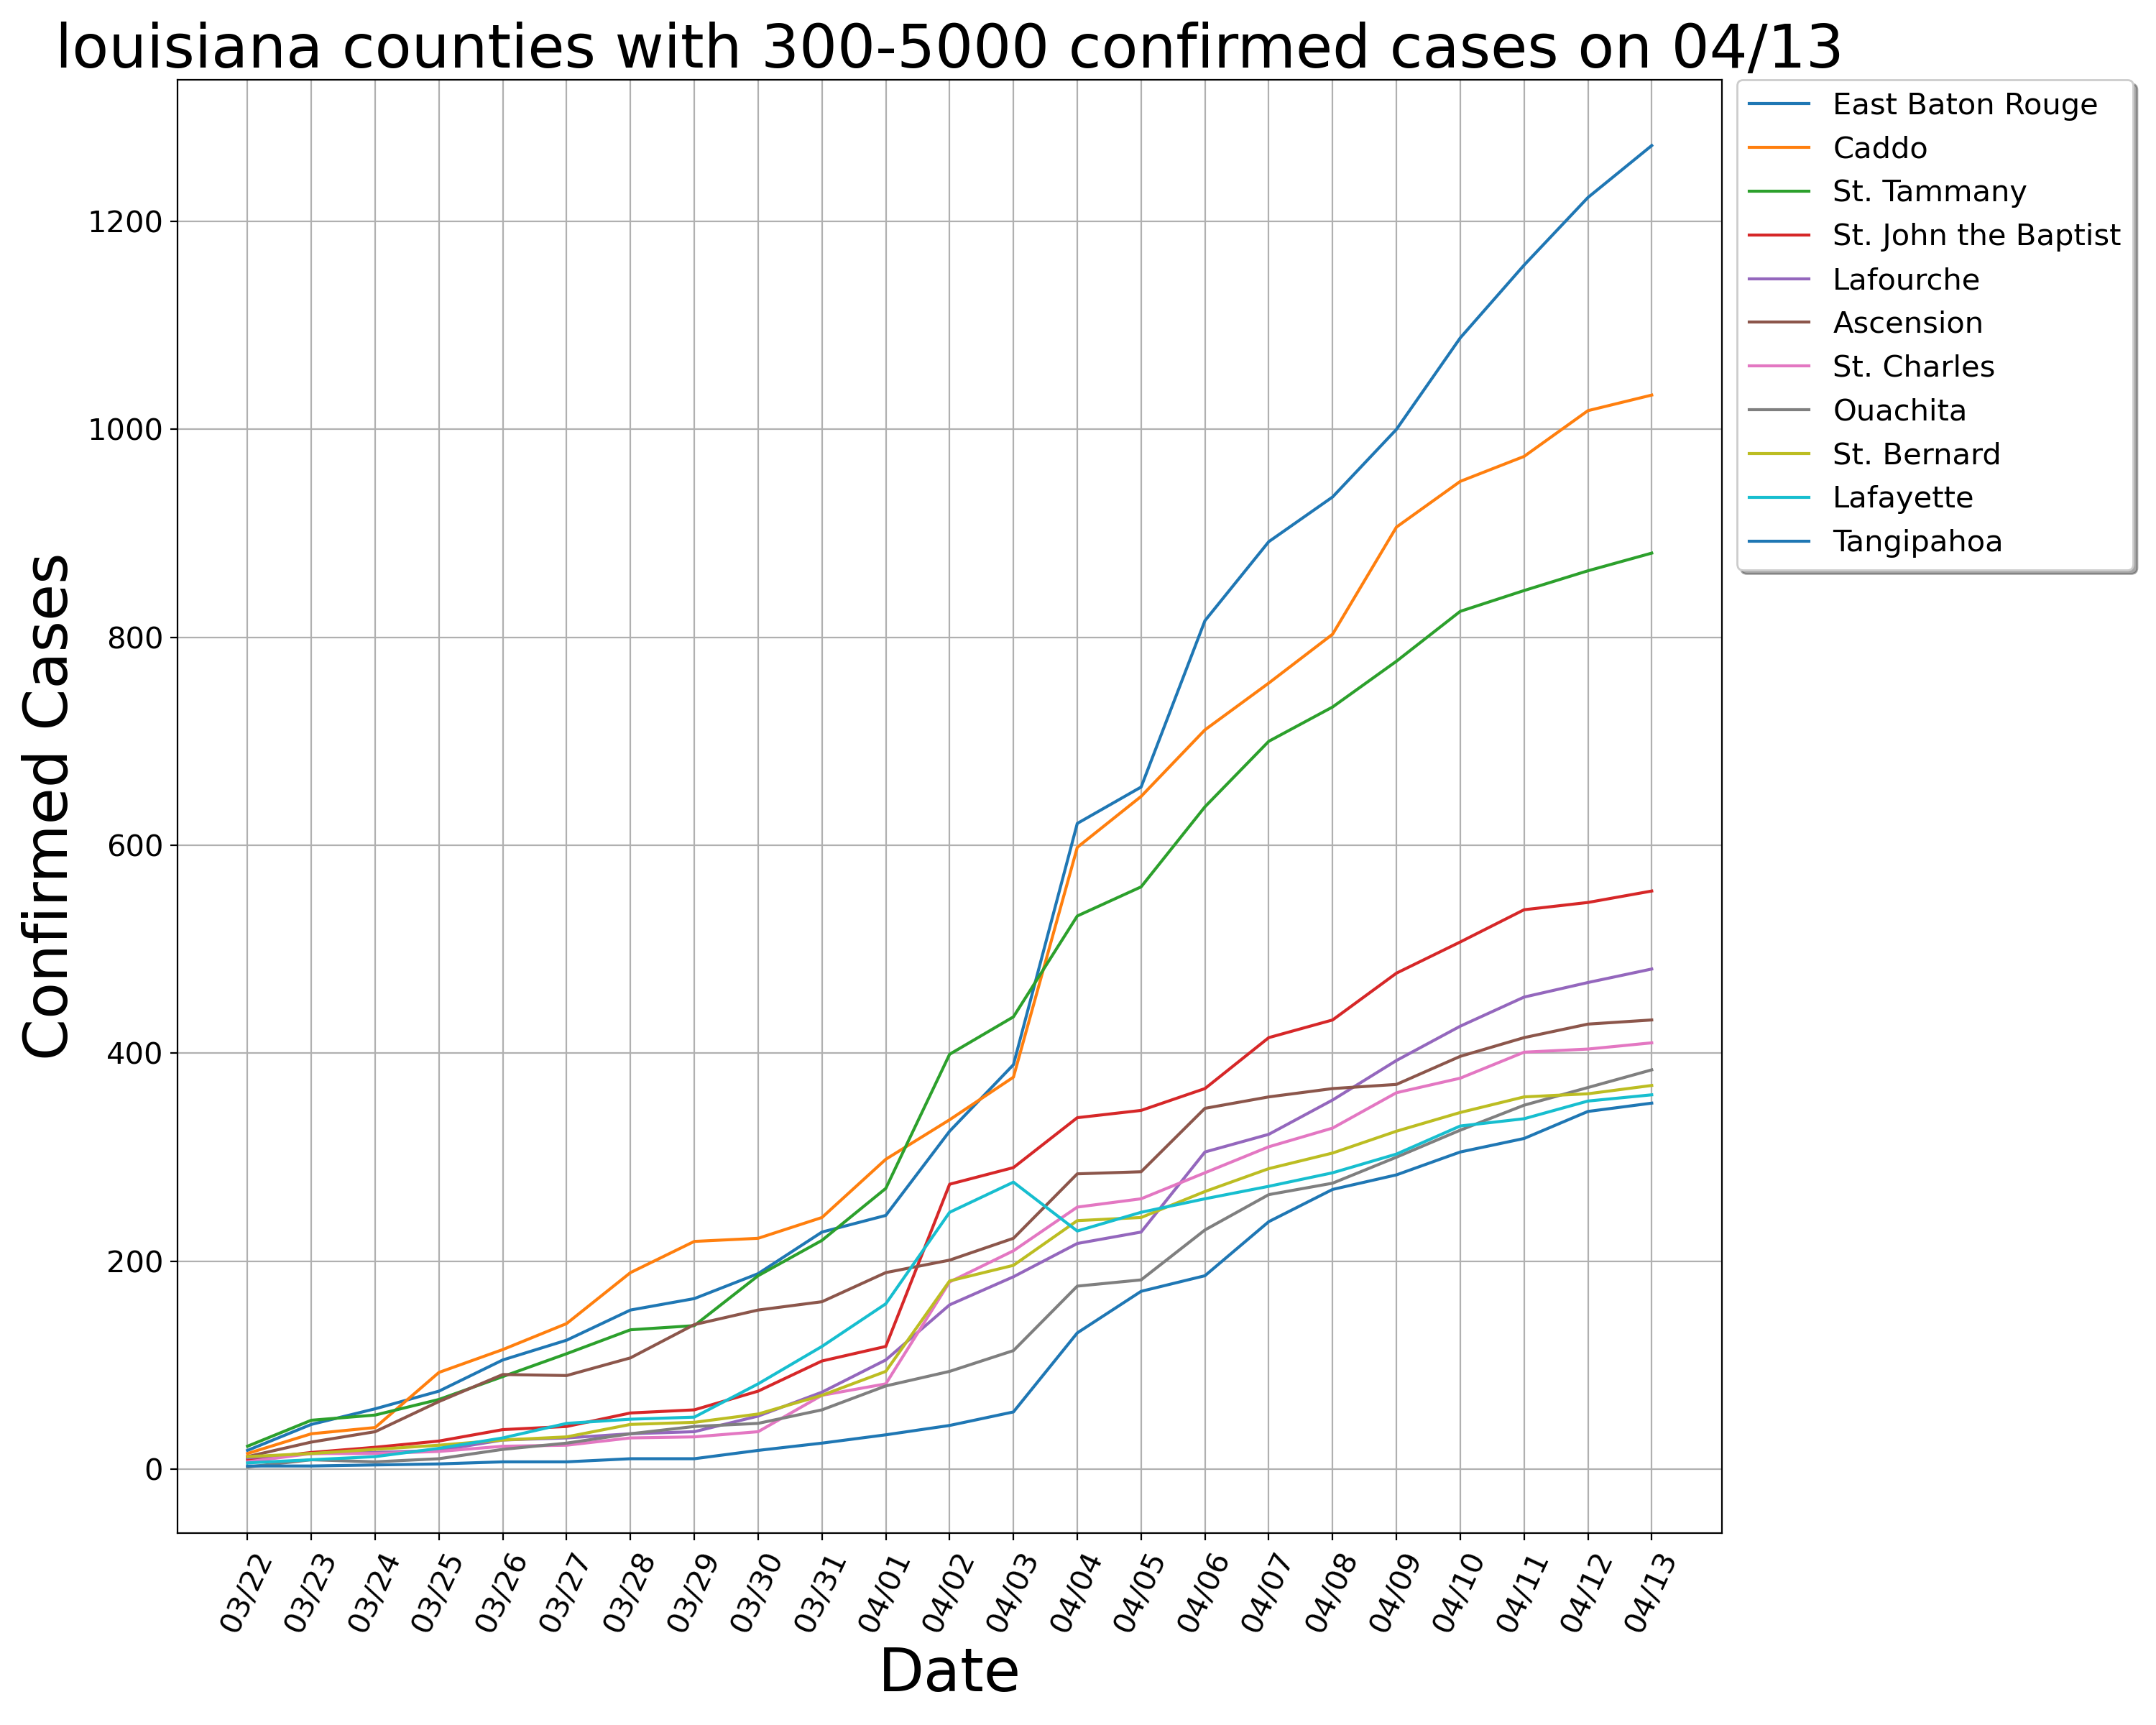 louisiana counties with 300-5000 confirmed cases on 04/13
East Baton Rouge
Caddo
St. Tammany
St. John the Baptist
Lafourche
Ascension
St. Charles
Ouachita
St. Bernard
Lafayette
Tangipahoa
Confirmed Cases
1200
1000
800
600
400
200
0
03/22
03/23
03/24
03/25
03/26
03/27
03/28
03/29
03/30
03/31
04/01
04/02
04/03
04/04
04/05
04/06
04/07
04/08
04/09
04/10
04/11
04/12
04/13
Date